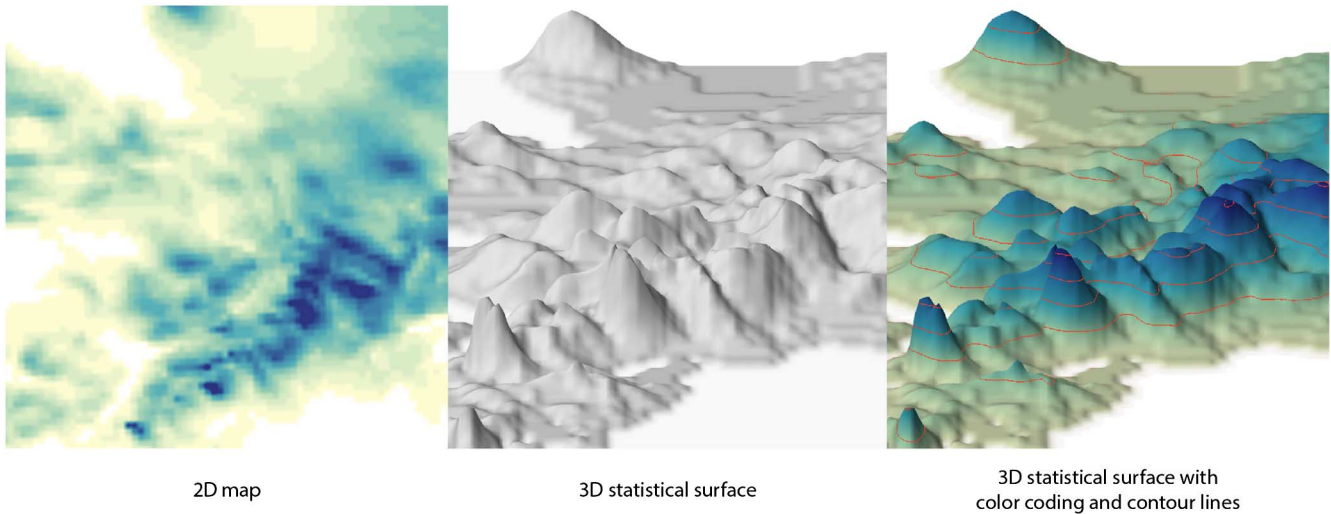 2D map
3D statistical surface
3D statistical surface with
color coding and contour lines